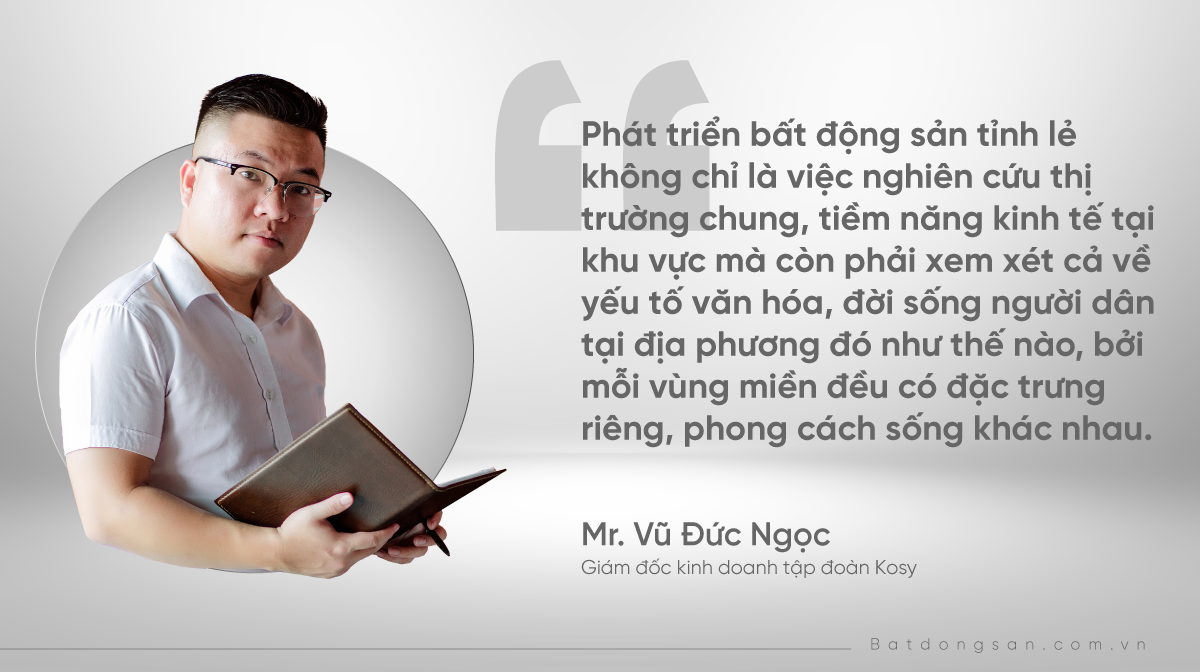 Phát triển bất động sản tỉnh lẻ
không chỉ là việc nghiên cứu thị
trường chung, tiềm năng kinh tế tại
khu vực mà còn phải xem xét cả về
yếu tố văn hóa, đời sống người dân
tại địa phương đó như thế nào, bởi
mỗi vùng miền đều có đặc trưng
riêng, phong cách sống khác nhau.
Mr. Vũ Đức Ngọc
Giám đốc kinh doanh tập đoàn Kosy
Batdongsan.com.vn